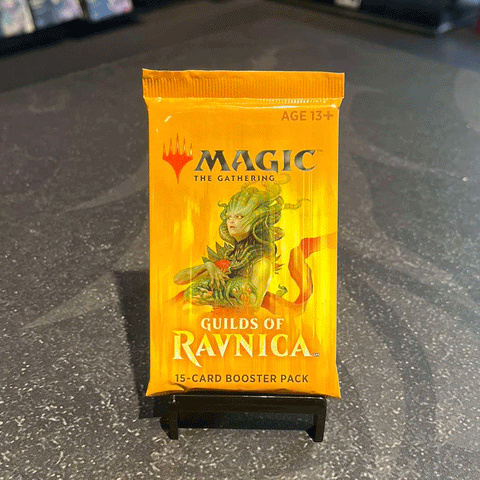 AGE 13+
MAGIC
THE GATHERING
GUILDS OF
RAVNICA
15-CARD BOOSTER PACK